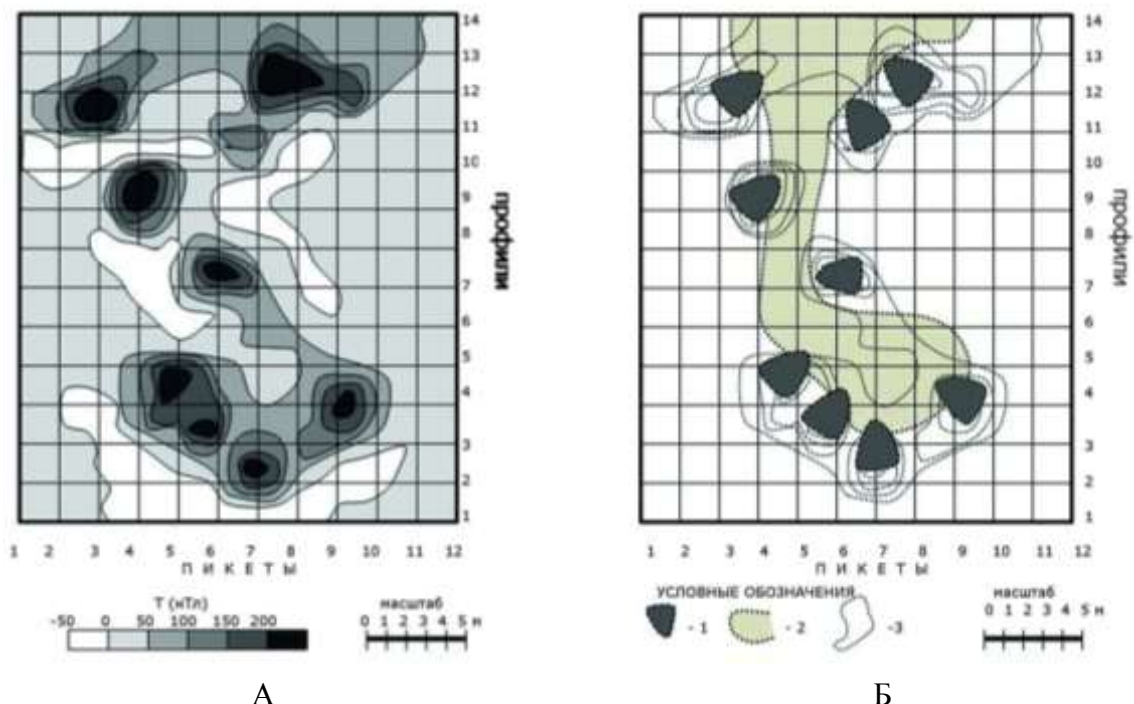 14
13
12
11
10
9
8
7
6
5
4
3
2
1
профили
1 2 3 4 5 6 7 8 9 10 11 12
ПИКЕТЫ
Т (нТл)
-50 0 50 100 150 200
масштаб
0 1 2 3 4 5 м
А
14
13
12
11
10
9
8
7
6
5
4
3
2
1
профили
1 2 3 4 5 6 7 8 9 10 11 12
ПИКЕТЫ
УСЛОВНЫЕ ОБОЗНАЧЕНИЯ
- 1 - 2 -3
масштаб
0 1 2 3 4 5 м
Б